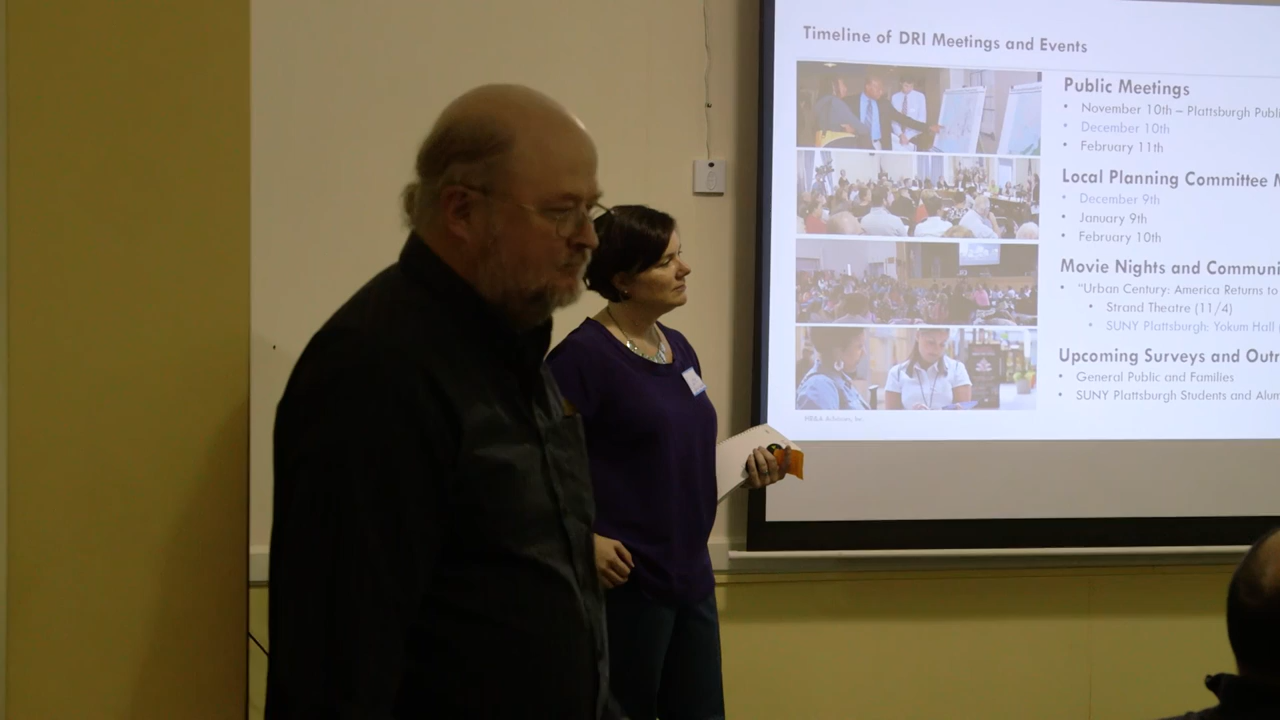 Timeline of DRI Meetings and Events
Public Meetings
• November 10th – Plattsburgh Publi
• December 10th
• February 11th
Local Planning Committee M
• December 9th
• January 9th
• February 10th
Movie Nights and Communi
• "Urban Century: America Returns to
• Strand Theatre (11/4)
• SUNY Plattsburgh: Yokum Hall
Upcoming Surveys and Outr
• General Public and Families
• SUNY Plattsburgh Students and Alum